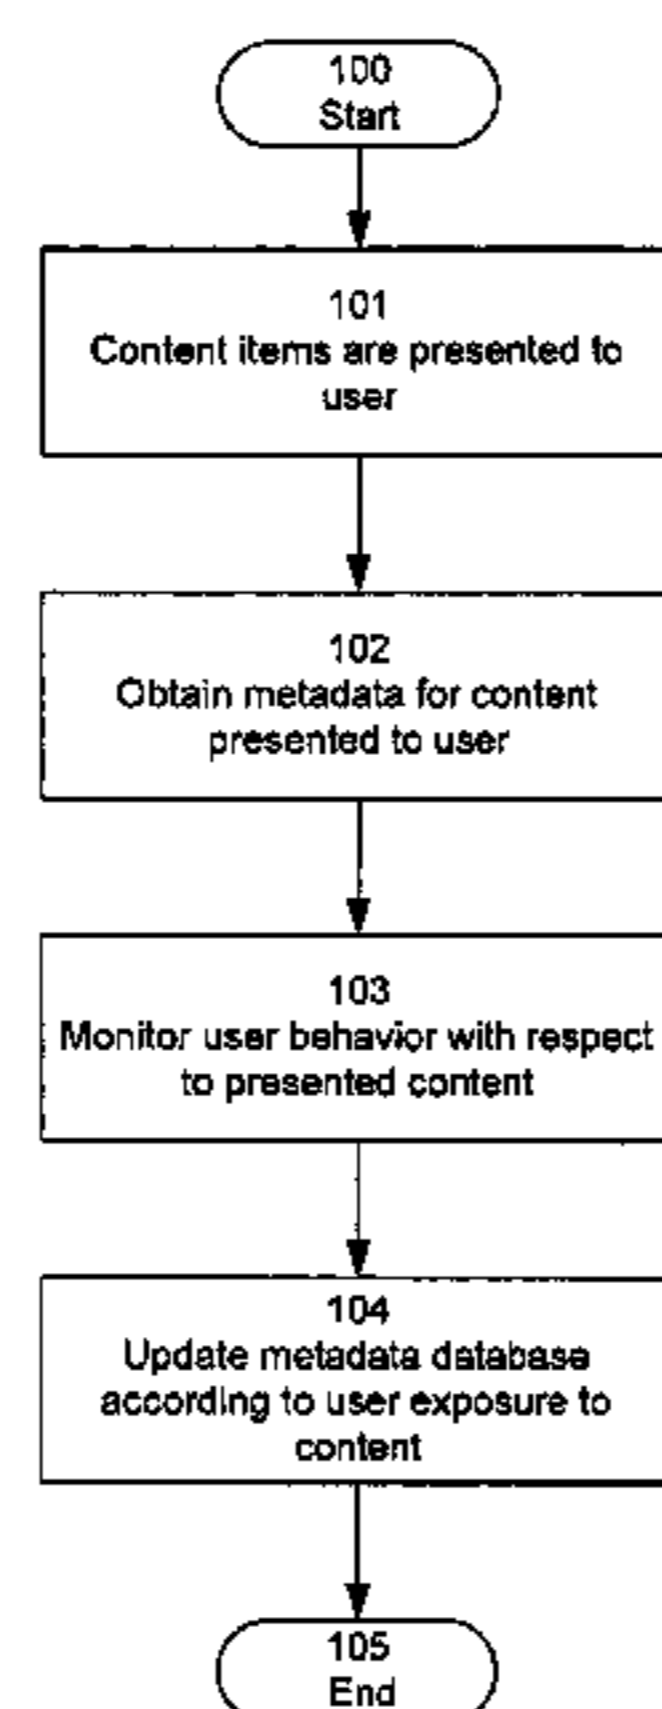 100
Start
101
Content items are presented to
user
102
Obtain metadata for content
presented to user
103
Monitor user behavior with respect
to presented content
104
Update metadata database
according to user exposure to
content
105
End